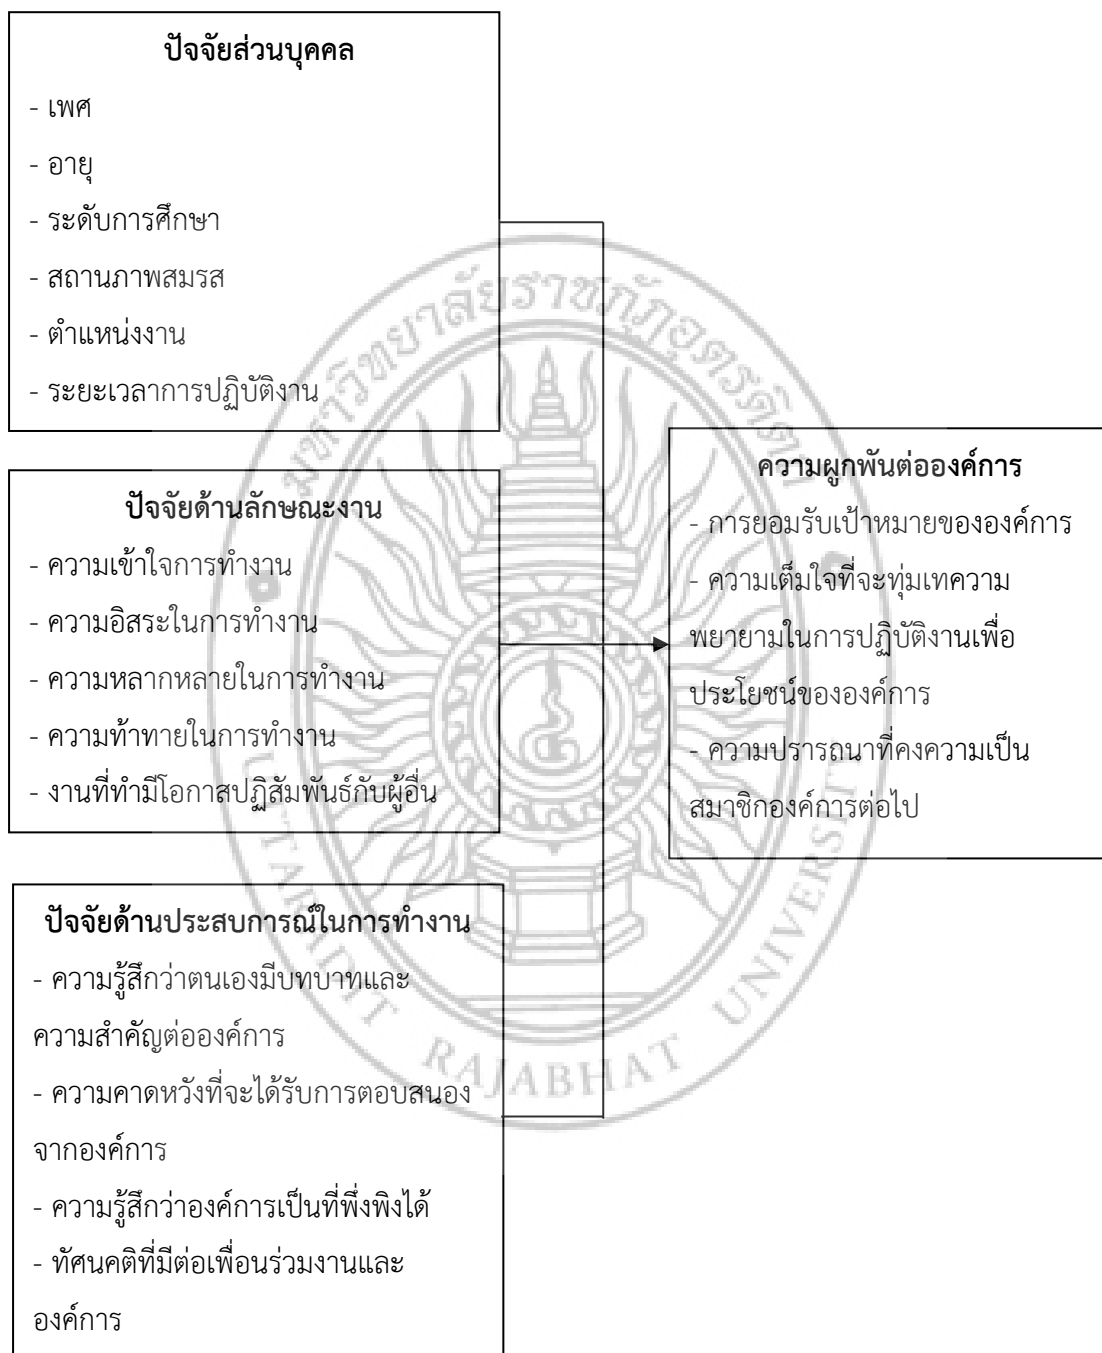 ปัจจัยส่วนบุคคล
- เพศ
- อายุ
- ระดับการศึกษา
- สถานภาพสมรส
- ตำแหน่งงาน
- ระยะเวลาการปฏิบัติงาน
ปัจจัยด้านลักษณะงาน
- ความเข้าใจการทำงาน
- ความอิสระในการทำงาน
- ความหลากหลายในการทำงาน
- ความท้าทายในการทำงาน
- งานที่ทำมีโอกาสปฏิสัมพันธ์กับผู้อื่น
ปัจจัยด้านประสบการณ์ในการทำงาน
- ความรู้สึกว่าตนเองมีบทบาทและ
ความสำคัญต่อองค์การ
- ความคาดหวังที่จะได้รับการตอบสนอง
จากองค์การ
- ความรู้สึกว่าองค์การเป็นที่พึ่งพิงได้
- ทัศนคติที่มีต่อเพื่อนร่วมงานและ
องค์การ
ความผูกพันต่อองค์การ
- การยอมรับเป้าหมายขององค์การ
- ความเต็มใจที่จะทุ่มเทความ
พยายามในการปฏิบัติงานเพื่อ
ประโยชน์ขององค์การ
- ความปรารถนาที่คงความเป็น
สมาชิกองค์การต่อไป
มหาวิทยาลัยราชภัฏอุตรดิตถ์
UTTARADIT RAJABHAT UNIVERSITY